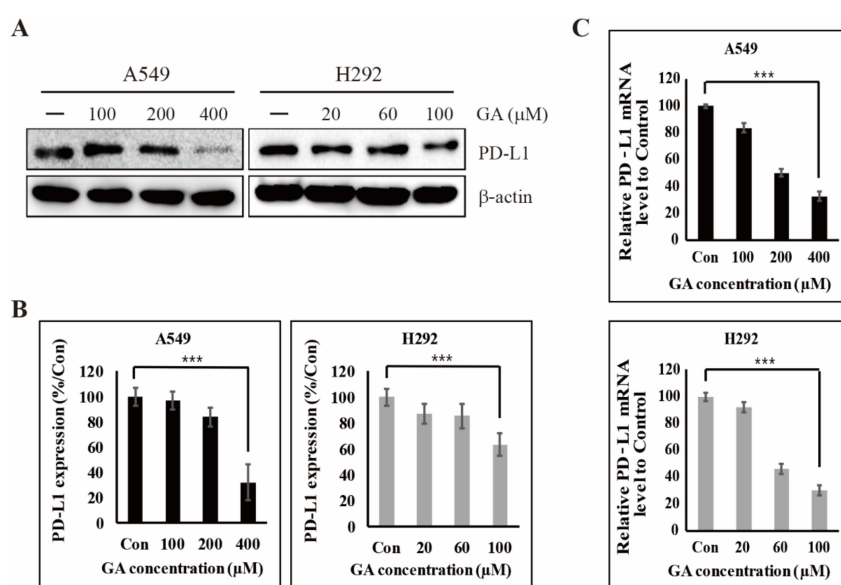 A
A549
H292
— 100 200 400
— 20 60 100
GA (μM)
PD-L1
β-actin
B
A549
***
PD-L1 expression (%/Con)
120
100
80
60
40
20
0
Con 100 200 400
GA concentration (μM)
H292
***
PD-L1 expression (%/Con)
120
100
80
60
40
20
0
Con 20 60 100
GA concentration (μM)
C
A549
***
Relative PD-L1 mRNA
level to Control
120
100
80
60
40
20
0
Con 100 200 400
GA concentration (μM)
H292
***
Relative PD-L1 mRNA
level to Control
120
100
80
60
40
20
0
Con 20 60 100
GA concentration (μM)